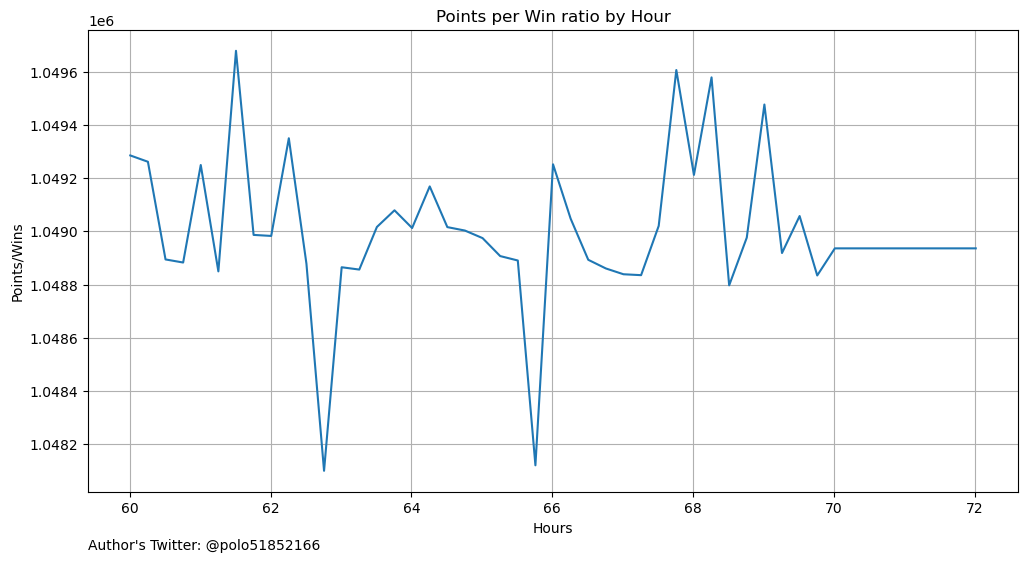 Points per Win ratio by Hour
1e6
1.0496
1.0494
1.0492
1.0490
1.0488
1.0486
1.0484
1.0482
Points/Wins
60 62 64 66 68 70 72
Hours
Author's Twitter: @polo51852166